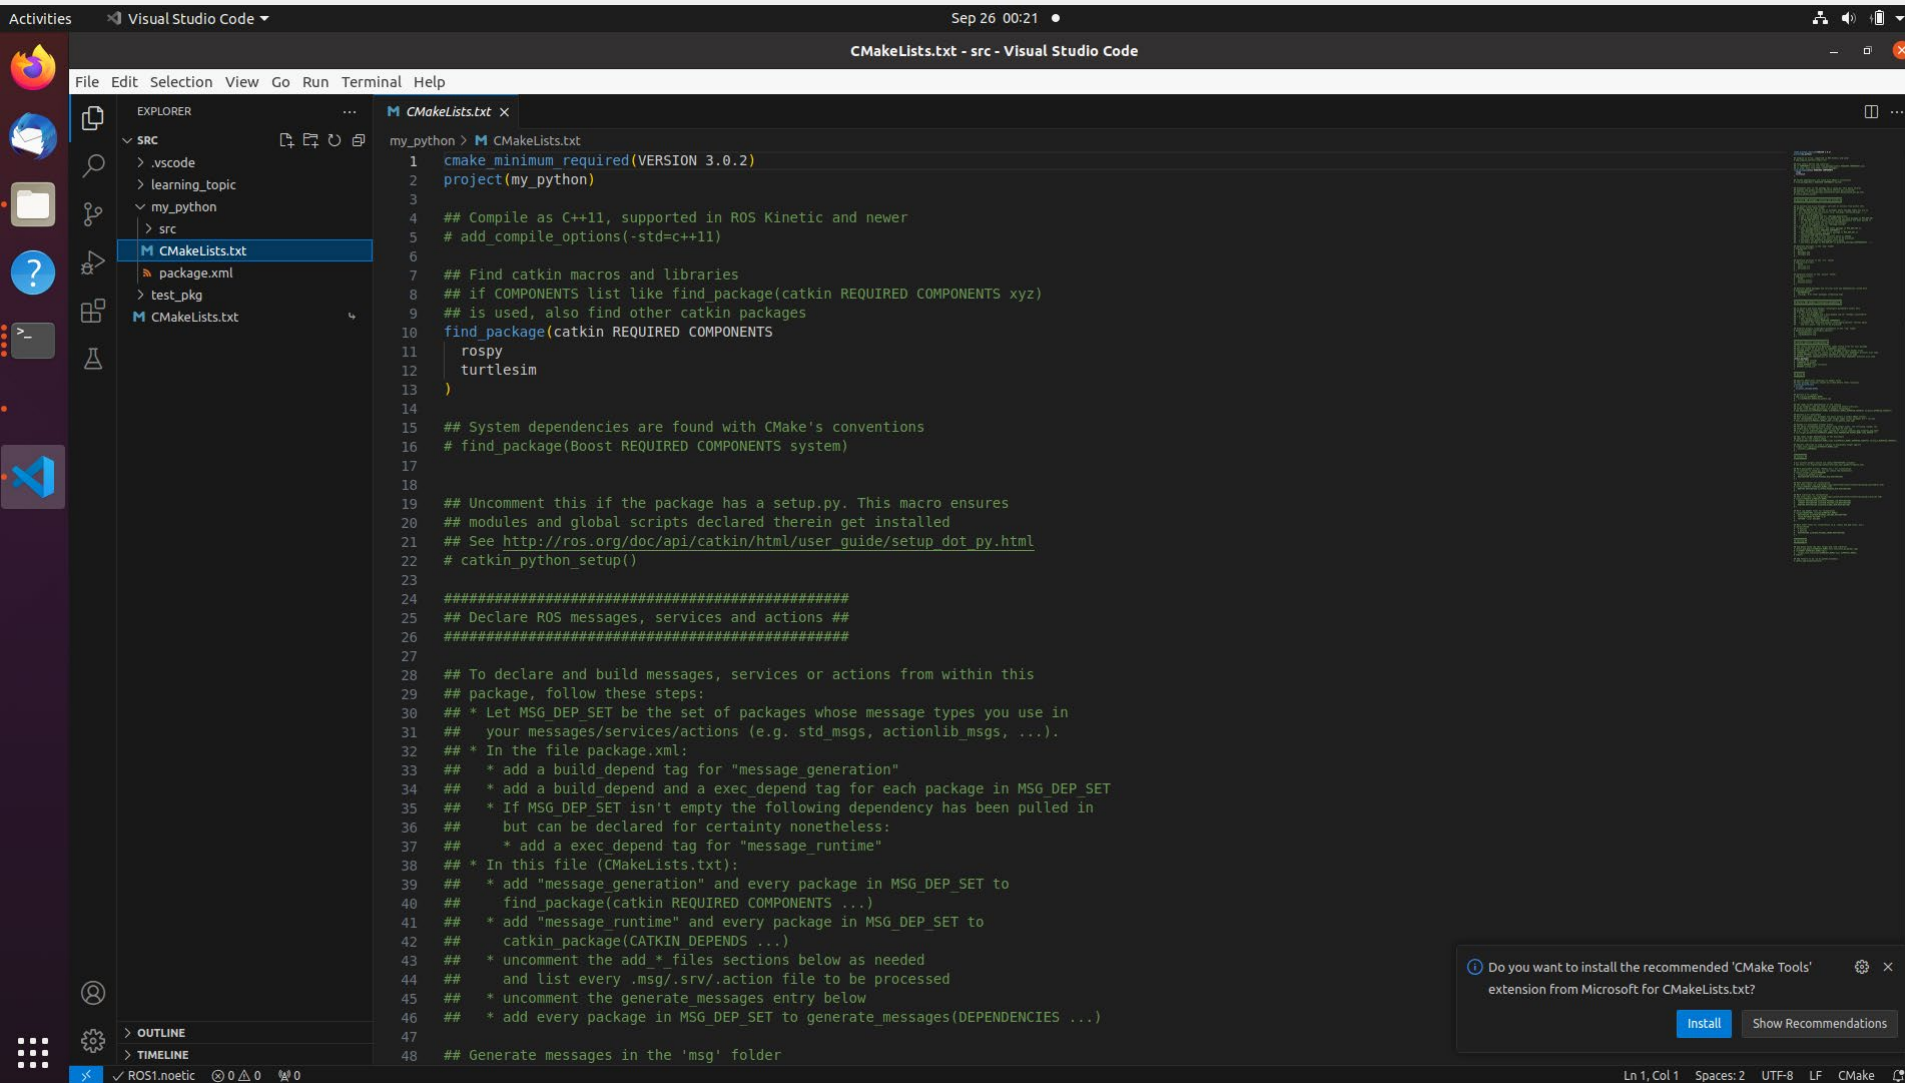 Activities
Visual Studio Code
Sep 26 00:21
CMakeLists.txt - src - Visual Studio Code
File Edit Selection View Go Run Terminal Help
EXPLORER
SRC
.vscode
learning_topic
my_python
src
CMakeLists.txt
package.xml
test_pkg
CMakeLists.txt
OUTLINE
TIMELINE
CMakeLists.txt
my_python > CMakeLists.txt
1 cmake_minimum_required(VERSION 3.0.2)
2 project(my_python)
3
4 ## Compile as C++11, supported in ROS Kinetic and newer
5 # add_compile_options(-std=c++11)
6
7 ## Find catkin macros and libraries
8 ## if COMPONENTS list like find_package(catkin REQUIRED COMPONENTS xyz)
9 ## is used, also find other catkin packages
10 find_package(catkin REQUIRED COMPONENTS
11   rospy
12   turtlesim
13 )
14
15 ## System dependencies are found with CMake's conventions
16 # find_package(Boost REQUIRED COMPONENTS system)
17
18
19 ## Uncomment this if the package has a setup.py. This macro ensures
20 ## modules and global scripts declared therein get installed
21 ## See http://ros.org/doc/api/catkin/html/user_guide/setup_dot_py.html
22 # catkin_python_setup()
23
24 ################################################
25 ## Declare ROS messages, services and actions ##
26 ################################################
27
28 ## To declare and build messages, services or actions from within this
29 ## package, follow these steps:
30 ## * Let MSG_DEP_SET be the set of packages whose message types you use in
31 ##   your messages/services/actions (e.g. std_msgs, actionlib_msgs, ...).
32 ## * In the file package.xml:
33 ##   * add a build_depend tag for "message_generation"
34 ##   * add a build_depend and a exec_depend tag for each package in MSG_DEP_SET
35 ##   * If MSG_DEP_SET isn't empty the following dependency has been pulled in
36 ##     but can be declared for certainty nonetheless:
37 ##     * add a exec_depend tag for "message_runtime"
38 ## * In this file (CMakeLists.txt):
39 ##   * add "message_generation" and every package in MSG_DEP_SET to
40 ##     find_package(catkin REQUIRED COMPONENTS ...)
41 ##   * add "message_runtime" and every package in MSG_DEP_SET to
42 ##     catkin_package(CATKIN_DEPENDS ...)
43 ##   * uncomment the add_*_files sections below as needed
44 ##     and list every .msg/.srv/.action file to be processed
45 ##   * uncomment the generate_messages entry below
46 ##   * add every package in MSG_DEP_SET to generate_messages(DEPENDENCIES ...)
47
48 ## Generate messages in the 'msg' folder
Do you want to install the recommended 'CMake Tools'
extension from Microsoft for CMakeLists.txt?
Install
Show Recommendations
ROS1.noetic 0 0 0
Ln 1, Col 1 Spaces: 2 UTF-8 LF CMake